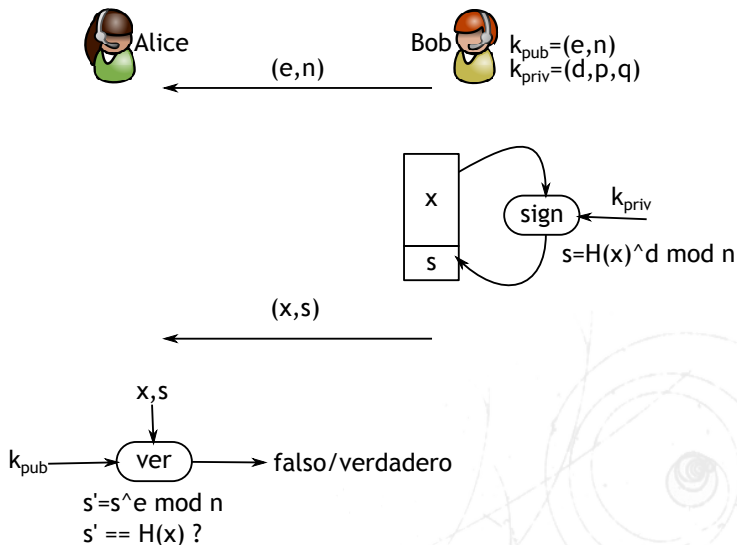 Alice
Bob
k_pub=(e,n)
k_priv=(d,p,q)
(e,n)
x
s
sign
k_priv
s=H(x)^d mod n
(x,s)
x,s
k_pub
ver
falso/verdadero
s'=s^e mod n
s' == H(x) ?